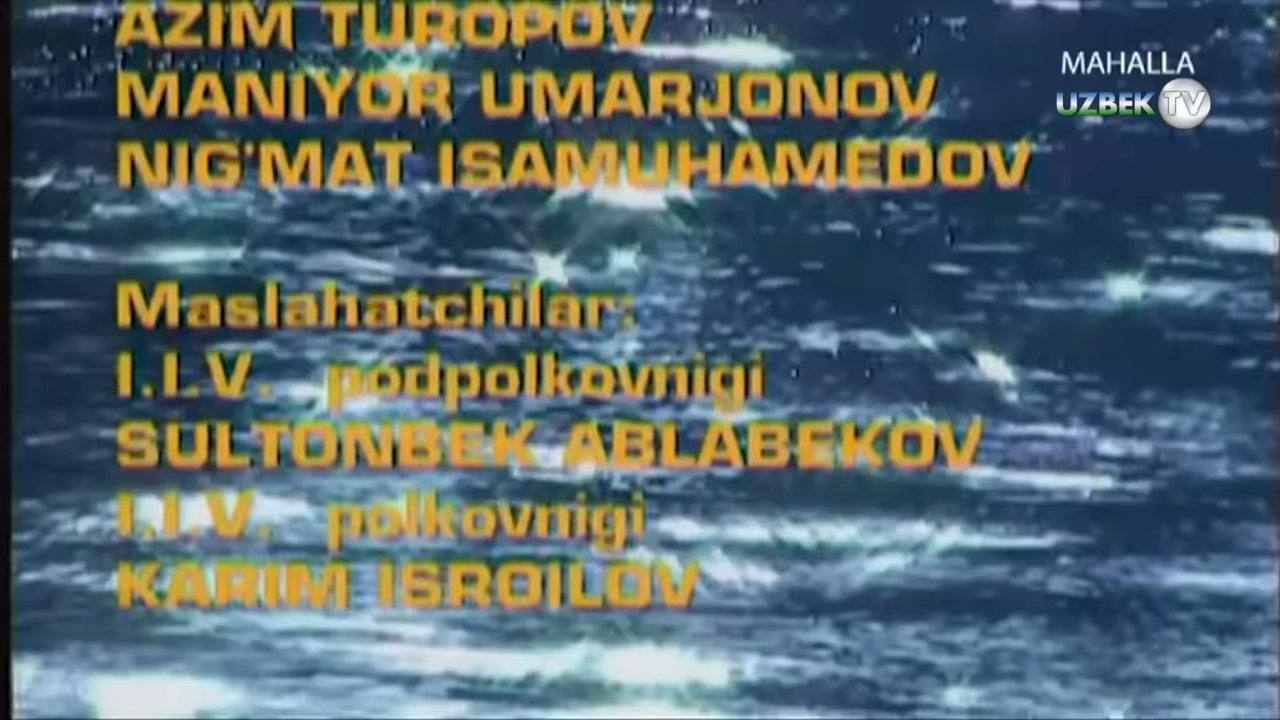 AZIM TUROPOV
MANIYOR UMARJONOV
NIG'MAT ISAMUHAMEDOV
Maslahatchilar:
I.I.V. podpolkovnigi
SULTONBEK ABLABEKOV
I.I.V. polkovnigi
KARIM ISROILOV
MAHALLA
UZBEK TV